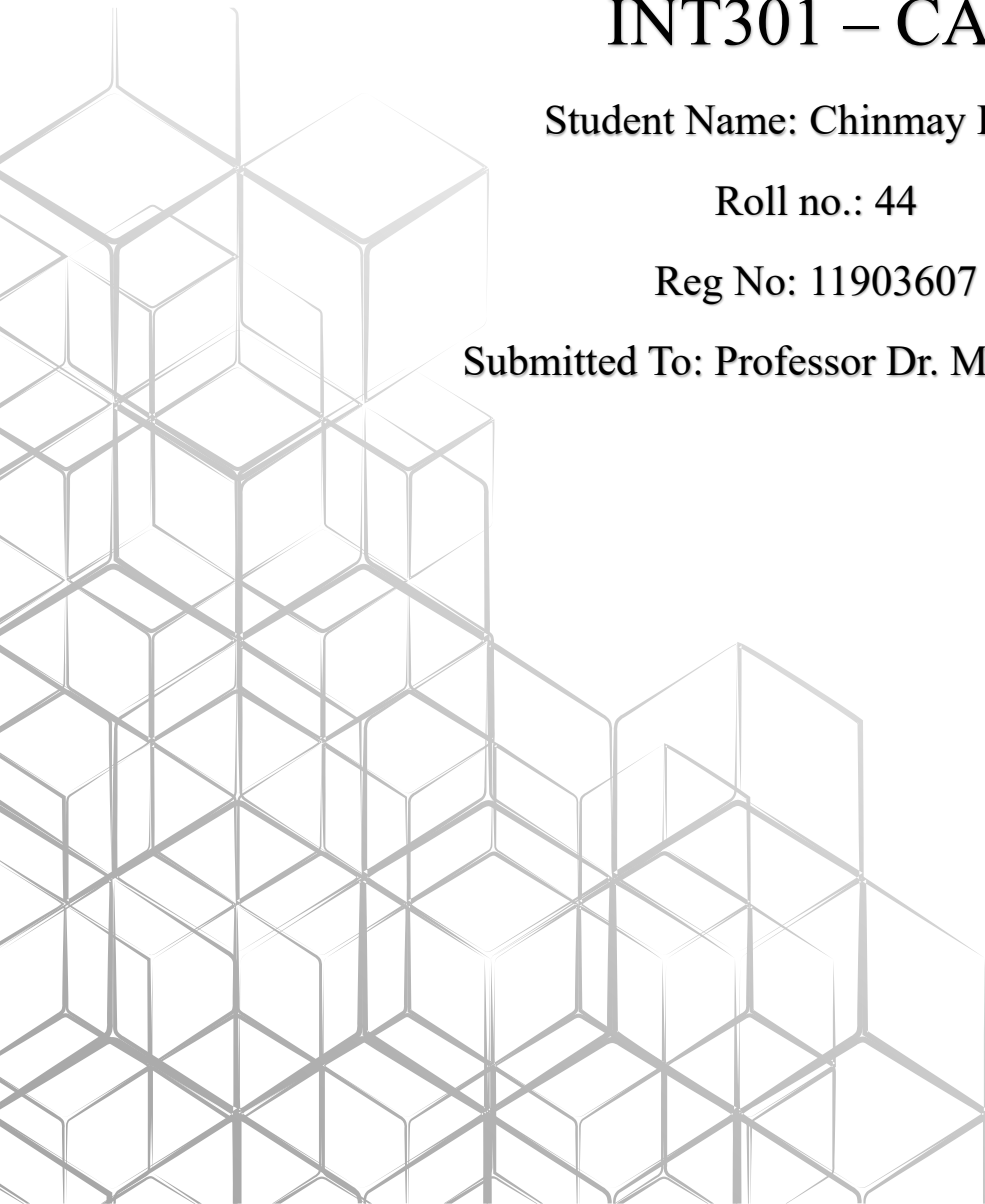 INT301 – CA
Student Name: Chinmay
Roll no.: 44
Reg No: 11903607
Submitted To: Professor Dr. M